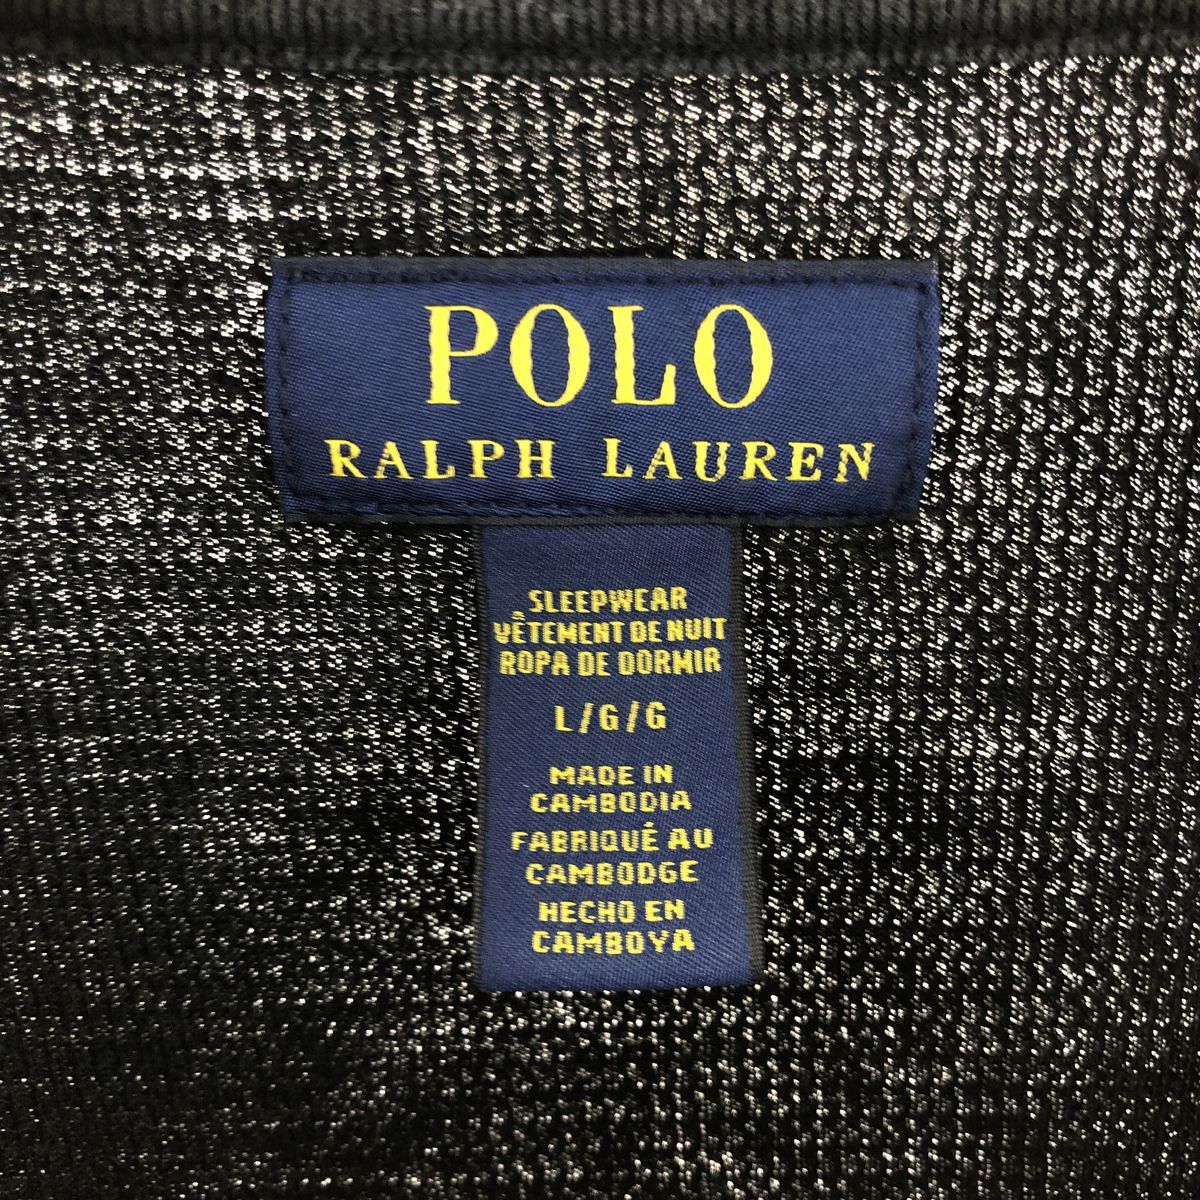 POLO
RALPH LAUREN
SLEEPWEAR
VÊTEMENT DE NUIT
ROPA DE DORMIR
L/G/G
MADE IN
CAMBODIA
FABRIQUÉ AU
CAMBODGE
HECHO EN
CAMBOYA